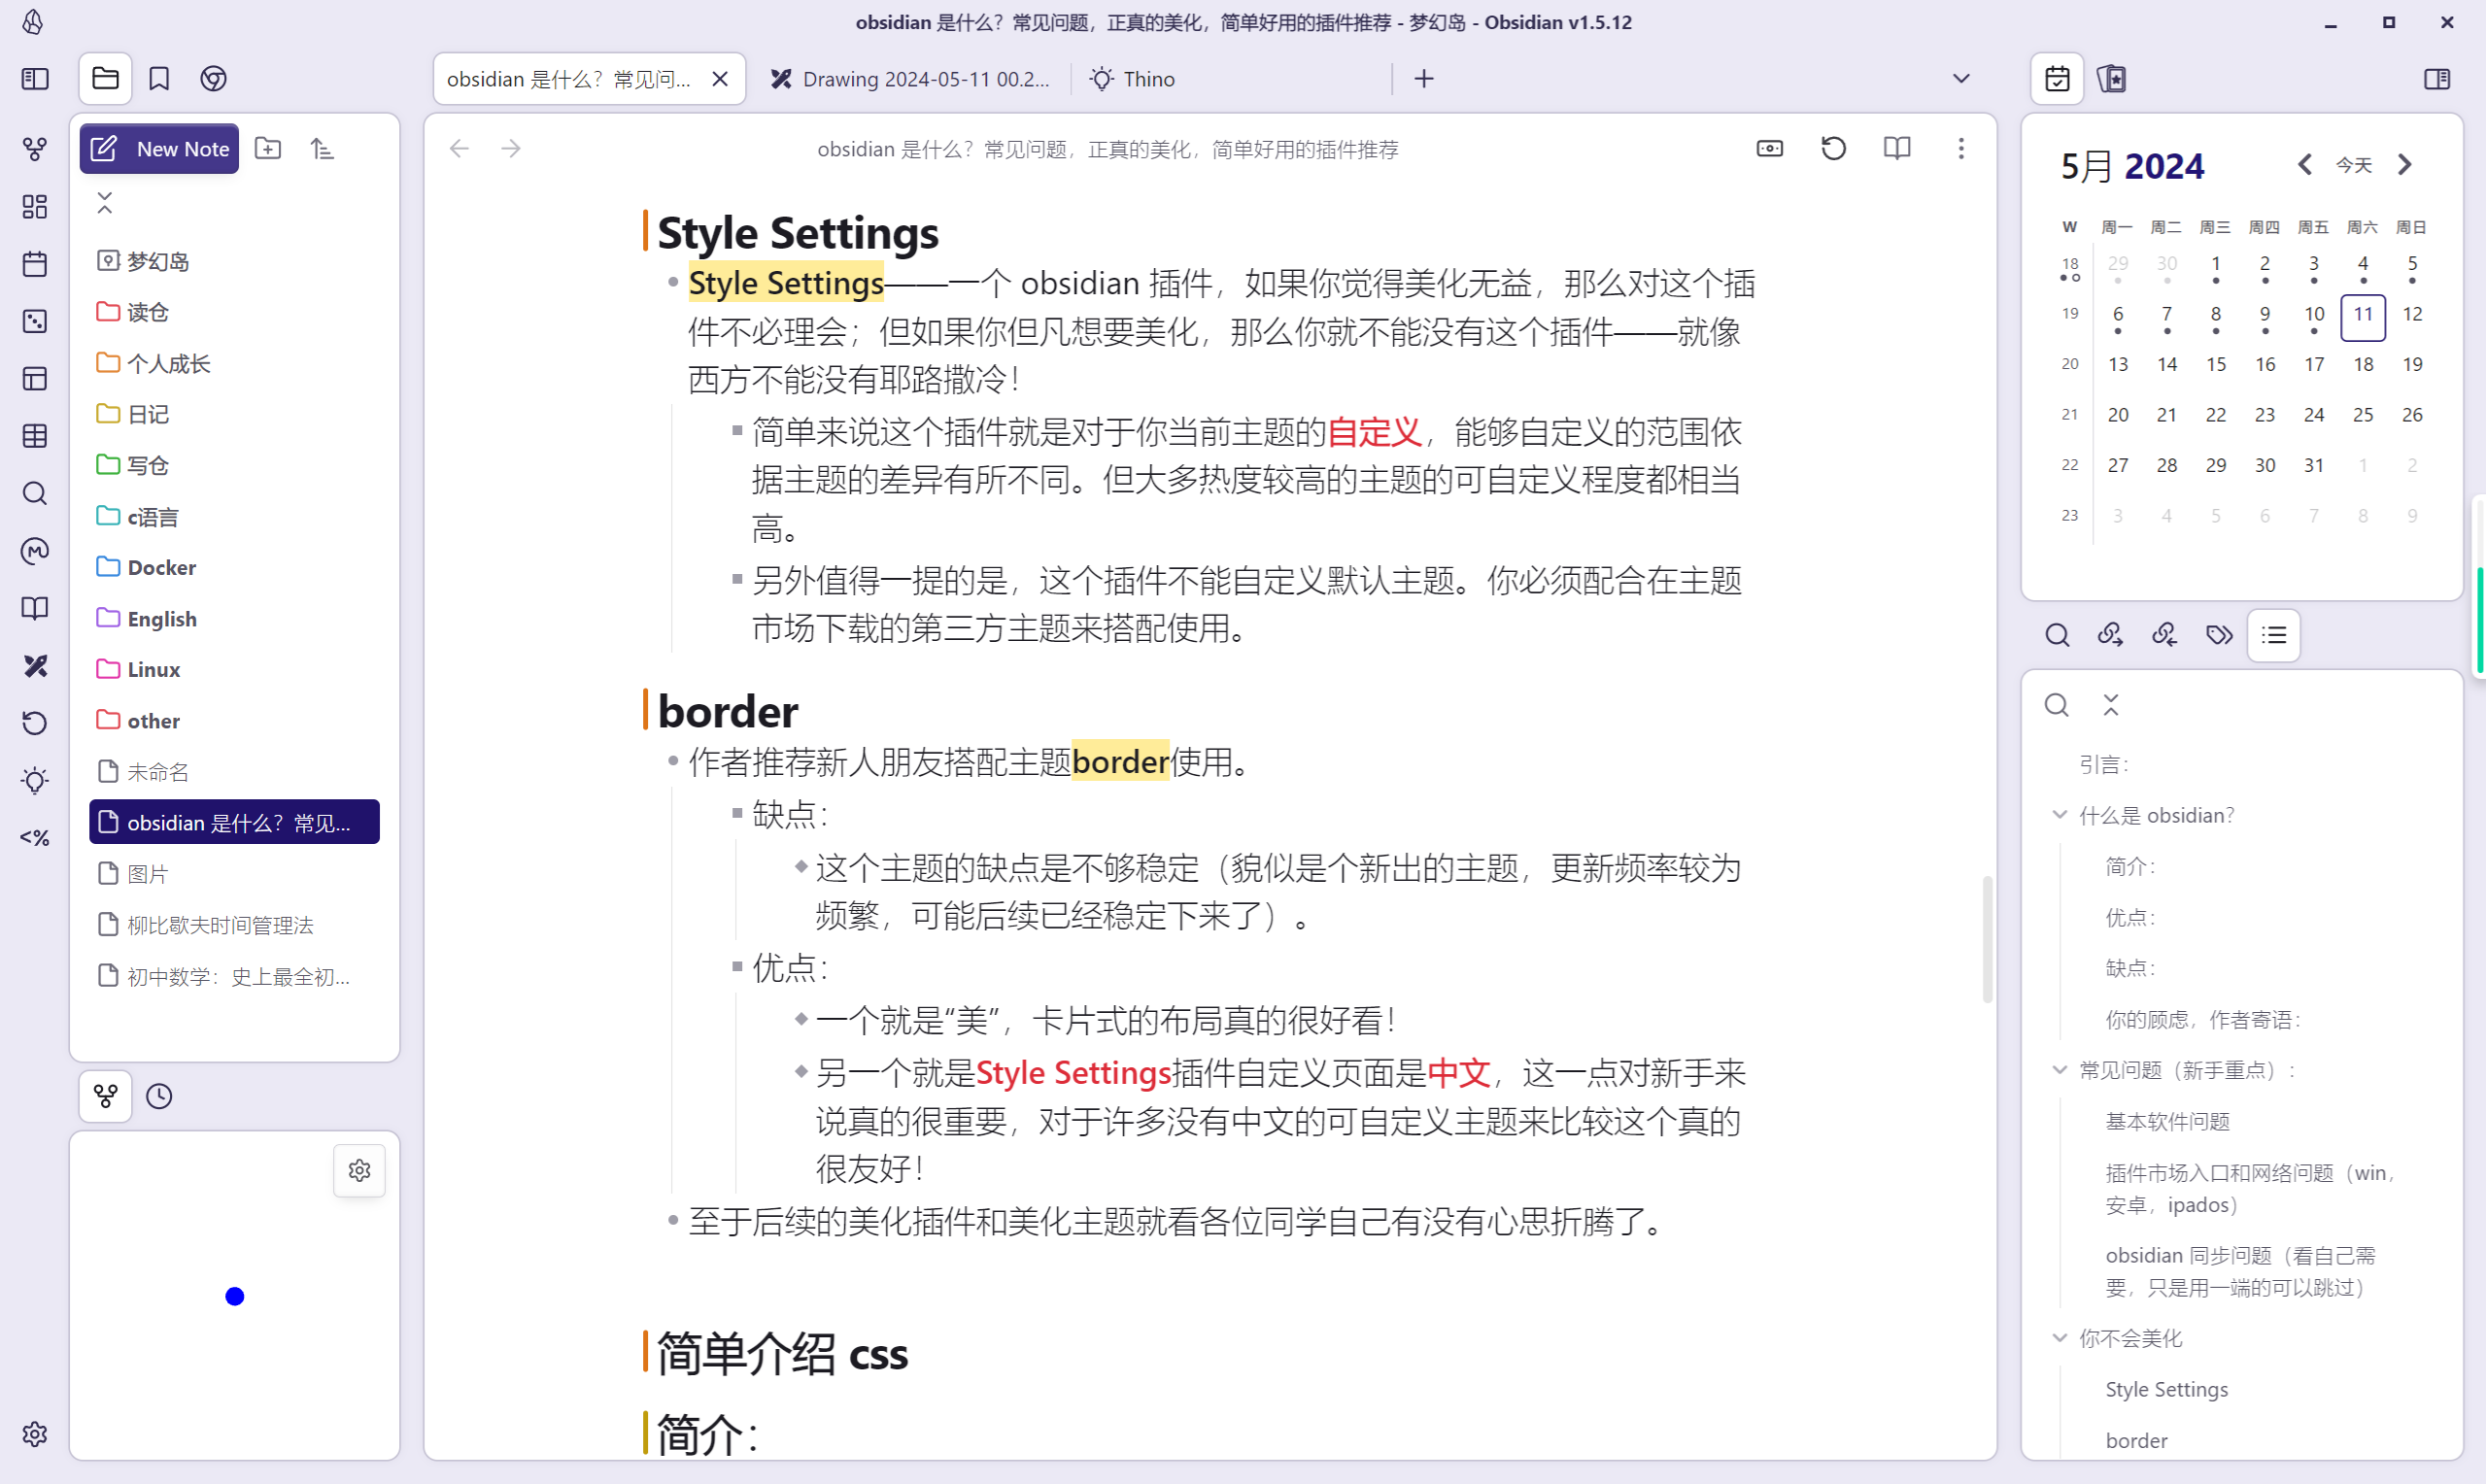 obsidian 是什么？常见问题，正真的美化，简单好用的插件推荐 - 梦幻岛 - Obsidian v1.5.12
obsidian 是什么？常见问...
Drawing 2024-05-11 00.2...
Thino
New Note
梦幻岛
读仓
个人成长
日记
写仓
c语言
Docker
English
Linux
other
未命名
obsidian 是什么？常见...
图片
柳比歇夫时间管理法
初中数学：史上最全初...
<%
obsidian 是什么？常见问题，正真的美化，简单好用的插件推荐
Style Settings
Style Settings——一个 obsidian 插件，如果你觉得美化无益，那么对这个插
件不必理会；但如果你但凡想要美化，那么你就不能没有这个插件——就像
西方不能没有耶路撒冷！
简单来说这个插件就是对于你当前主题的自定义，能够自定义的范围依
据主题的差异有所不同。但大多热度较高的主题的可自定义程度都相当
高。
另外值得一提的是，这个插件不能自定义默认主题。你必须配合在主题
市场下载的第三方主题来搭配使用。
border
作者推荐新人朋友搭配主题border使用。
缺点：
这个主题的缺点是不够稳定（貌似是个新出的主题，更新频率较为
频繁，可能后续已经稳定下来了）。
优点：
一个就是“美”，卡片式的布局真的很好看！
另一个就是Style Settings插件自定义页面是中文，这一点对新手来
说真的很重要，对于许多没有中文的可自定义主题来比较这个真的
很友好！
至于后续的美化插件和美化主题就看各位同学自己有没有心思折腾了。
简单介绍 css
简介：
5月 2024
今天
W 周一 周二 周三 周四 周五 周六 周日
18 29 30 1 2 3 4 5
19 6 7 8 9 10 11 12
20 13 14 15 16 17 18 19
21 20 21 22 23 24 25 26
22 27 28 29 30 31 1 2
23 3 4 5 6 7 8 9
引言：
什么是 obsidian？
简介：
优点：
缺点：
你的顾虑，作者寄语：
常见问题（新手重点）：
基本软件问题
插件市场入口和网络问题（win，
安卓，ipados）
obsidian 同步问题（看自己需
要，只是用一端的可以跳过）
你不会美化
Style Settings
border